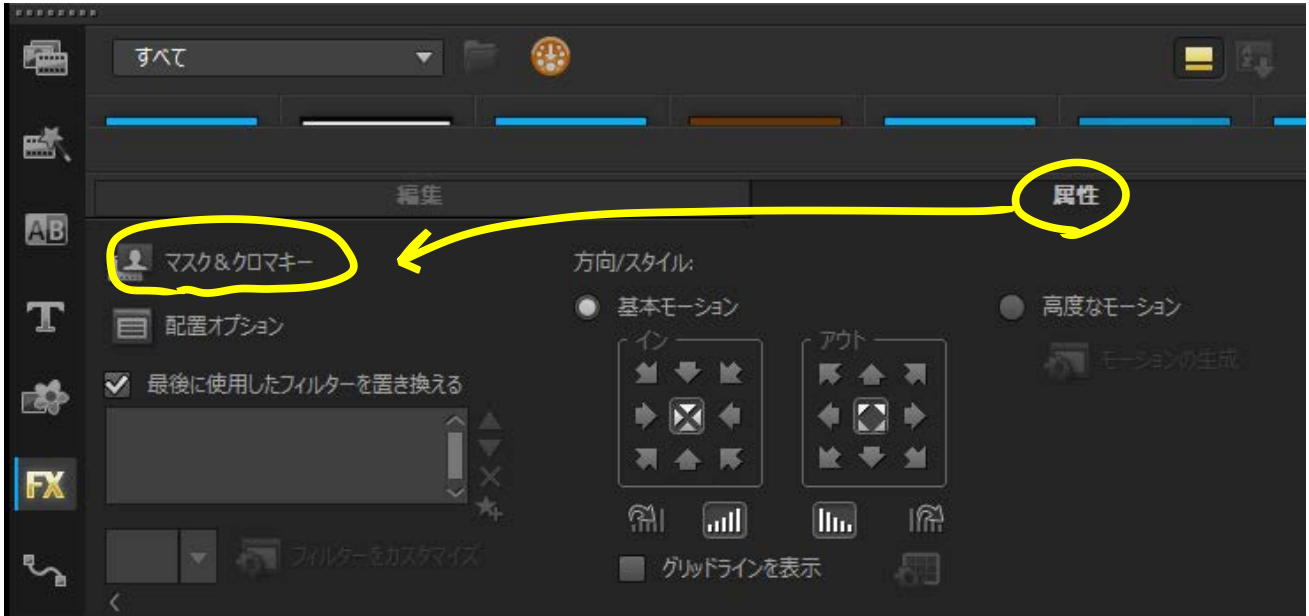 すべて
編集
属性
AB
マスク&クロマキー
方向/スタイル:
T
配置オプション
基本モーション
高度なモーション
イン
アウト
モーションの生成
最後に使用したフィルターを置き換える
FX
フィルターをカスタマイズ
グリッドラインを表示